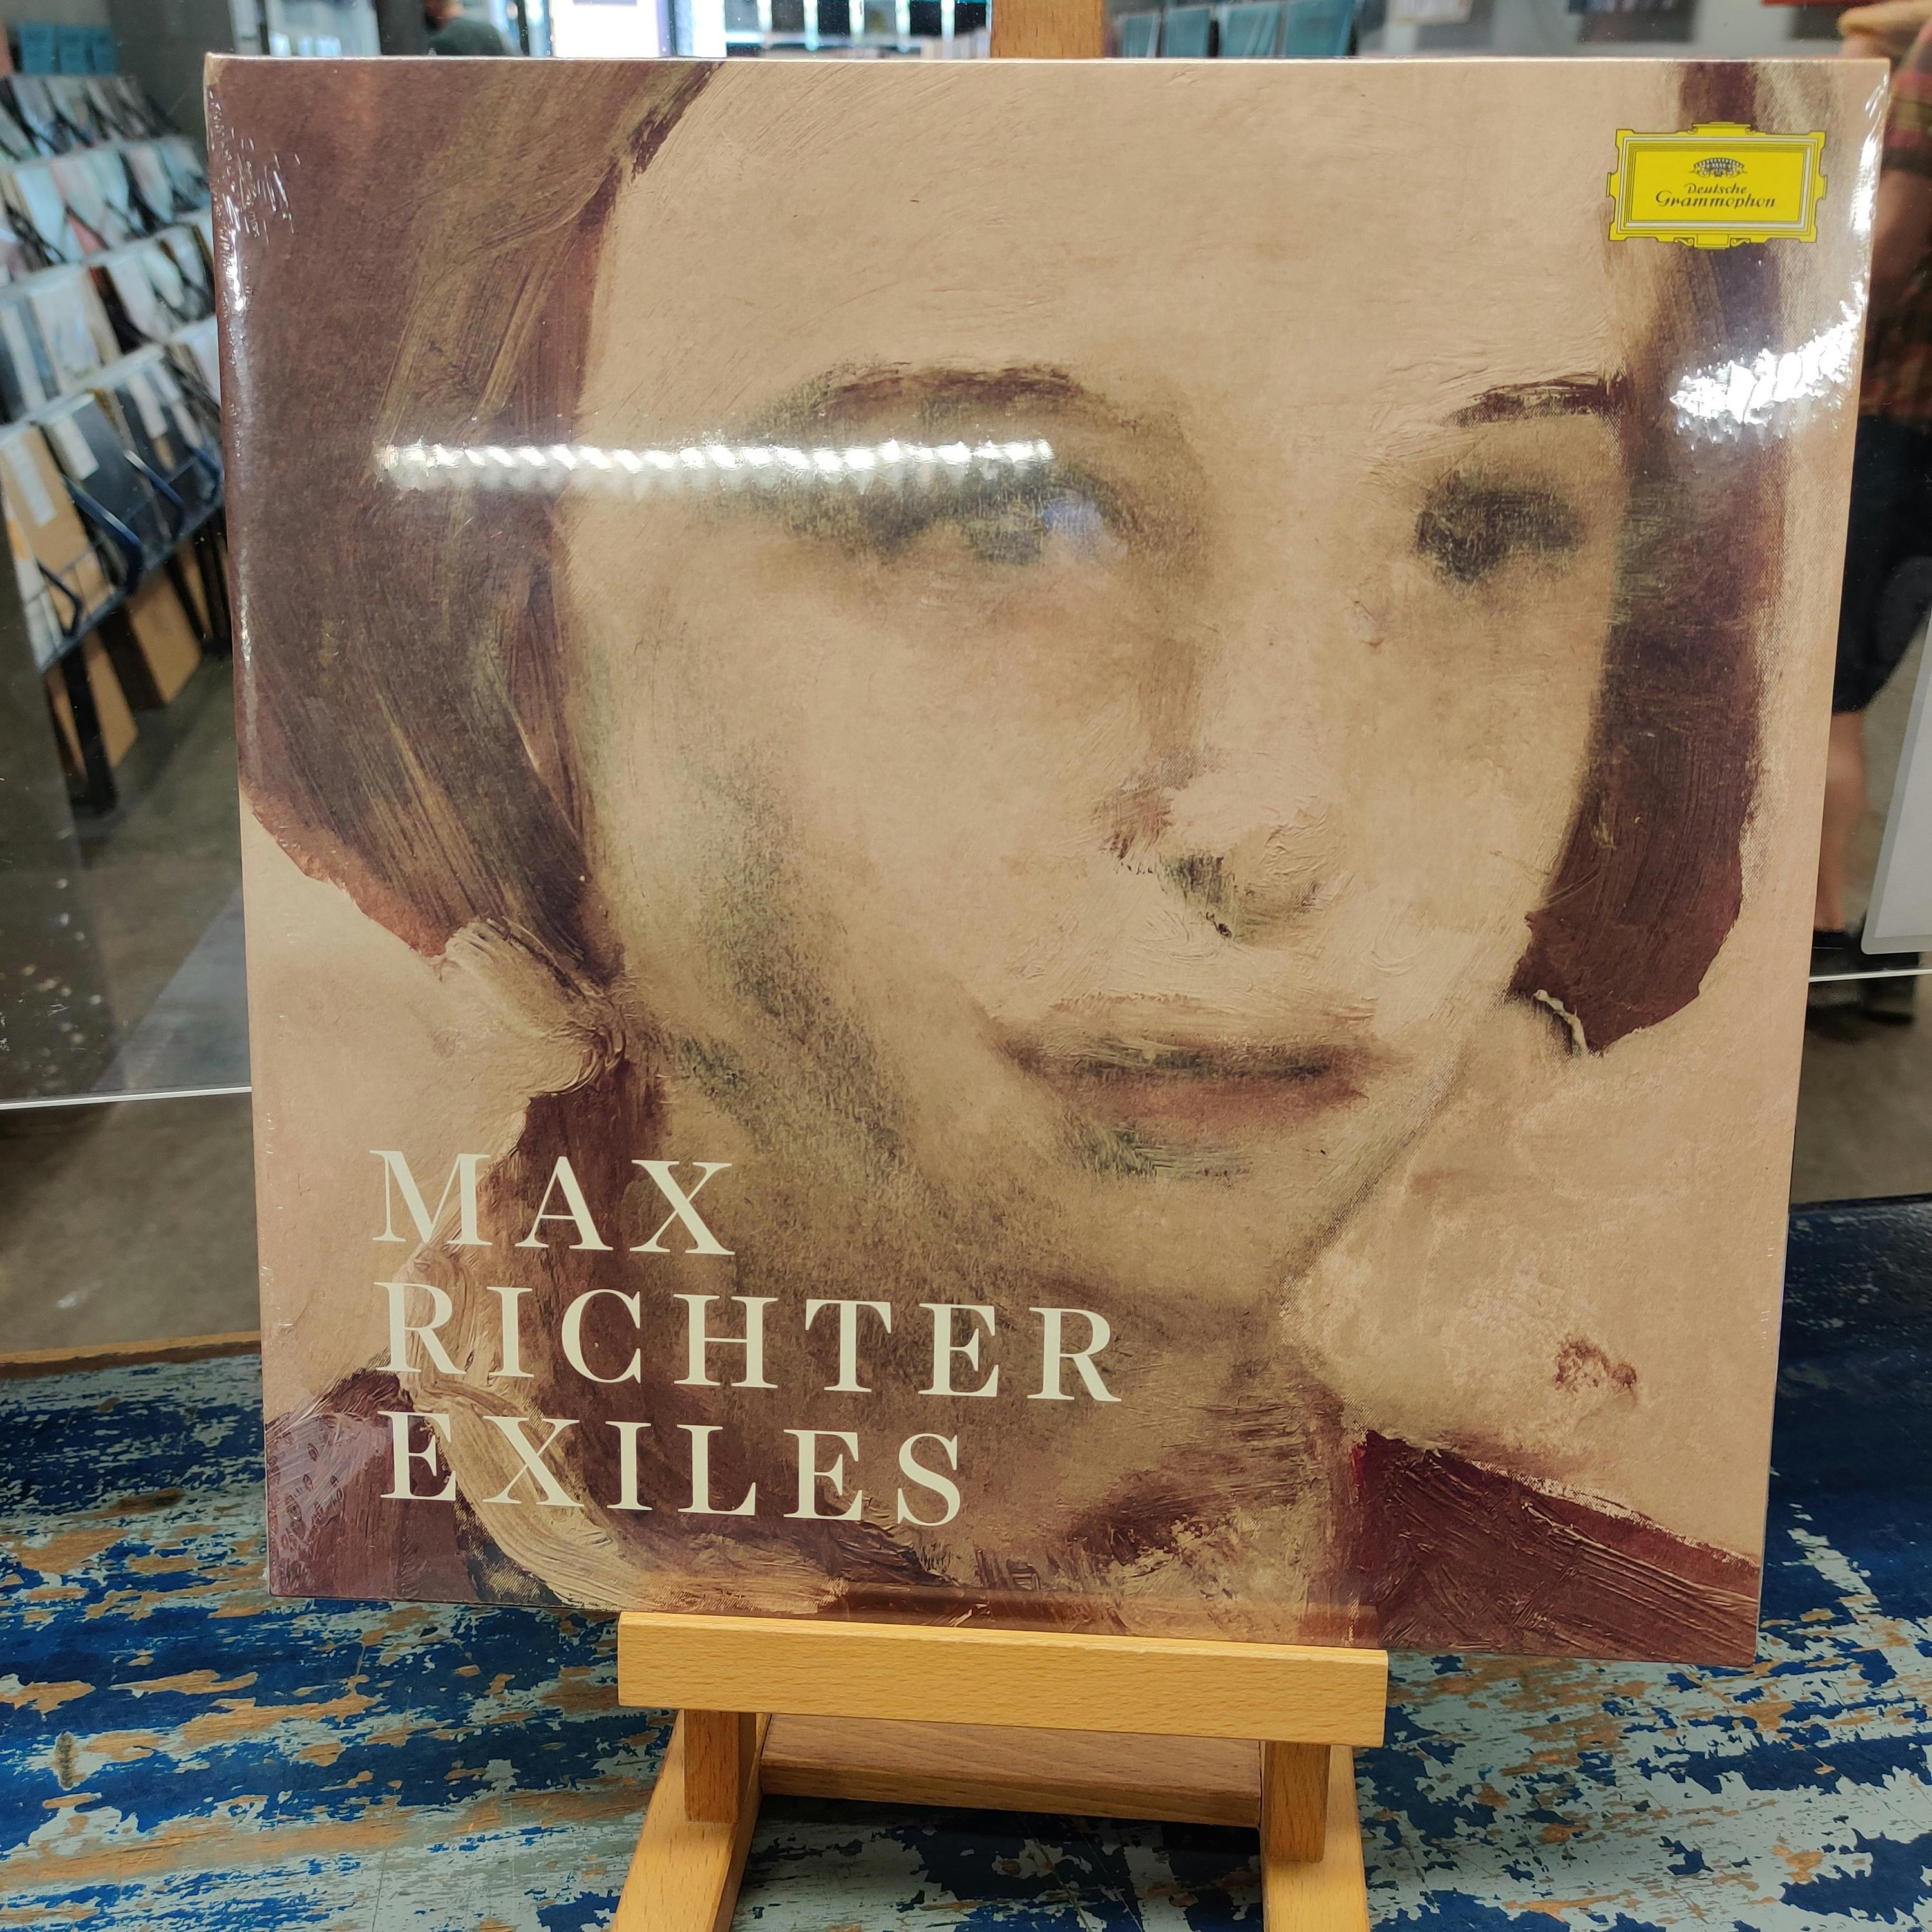 Deutsche
Grammophon
MAX
RICHTER
EXILES